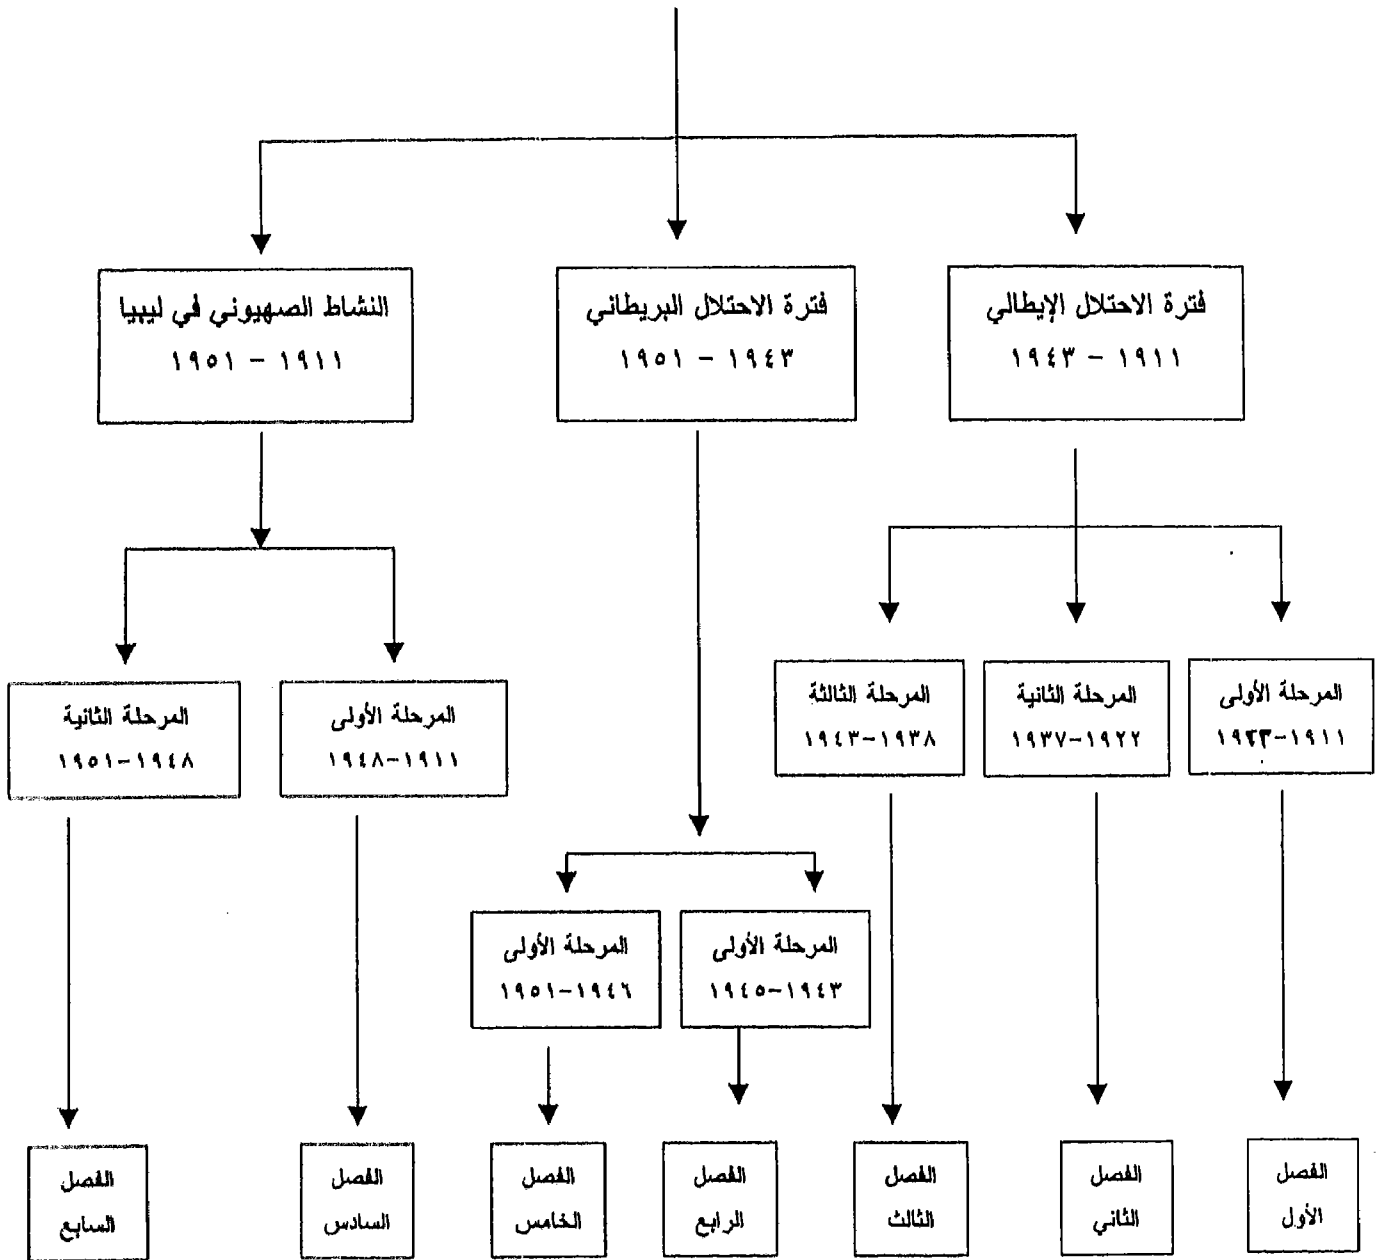 فترة الاحتلال الإيطالي
١٩١١ – ١٩٤٣
فترة الاحتلال البريطاني
١٩٤٣ – ١٩٥١
النشاط الصهيوني في ليبيا
١٩١١ – ١٩٥١
المرحلة الأولى
المرحلة الثانية
١٩٢٢-١٩٣٧
المرحلة الثالثة
١٩٣٨-١٩٤٣
المرحلة الأولى
١٩١١-١٩٤٨
المرحلة الثانية
١٩٤٨-١٩٥١
المرحلة الأولى
١٩٤٣-١٩٤٥
المرحلة الأولى
١٩٤٦-١٩٥١
الفصل
الأول
الفصل
الثاني
الفصل
الثالث
الفصل
الرابع
الفصل
الخامس
الفصل
السادس
الفصل
السابع